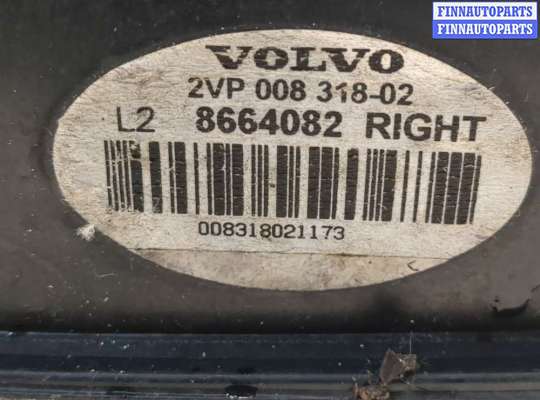 FINNAUTOPARTS
FINNAUTOPARTS
VOLVO
2VP 008 318-02
L2 8664082 RIGHT
008318021173